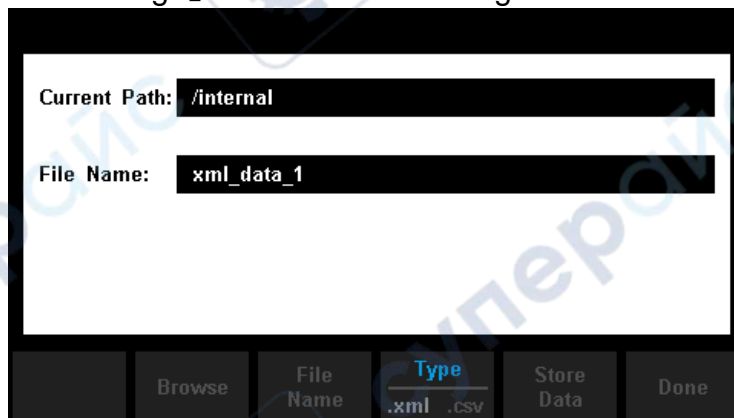 Current Path: /internal
File Name: xml_data_1
Browse
File
Name
Type
.xml .csv
Store
Data
Done